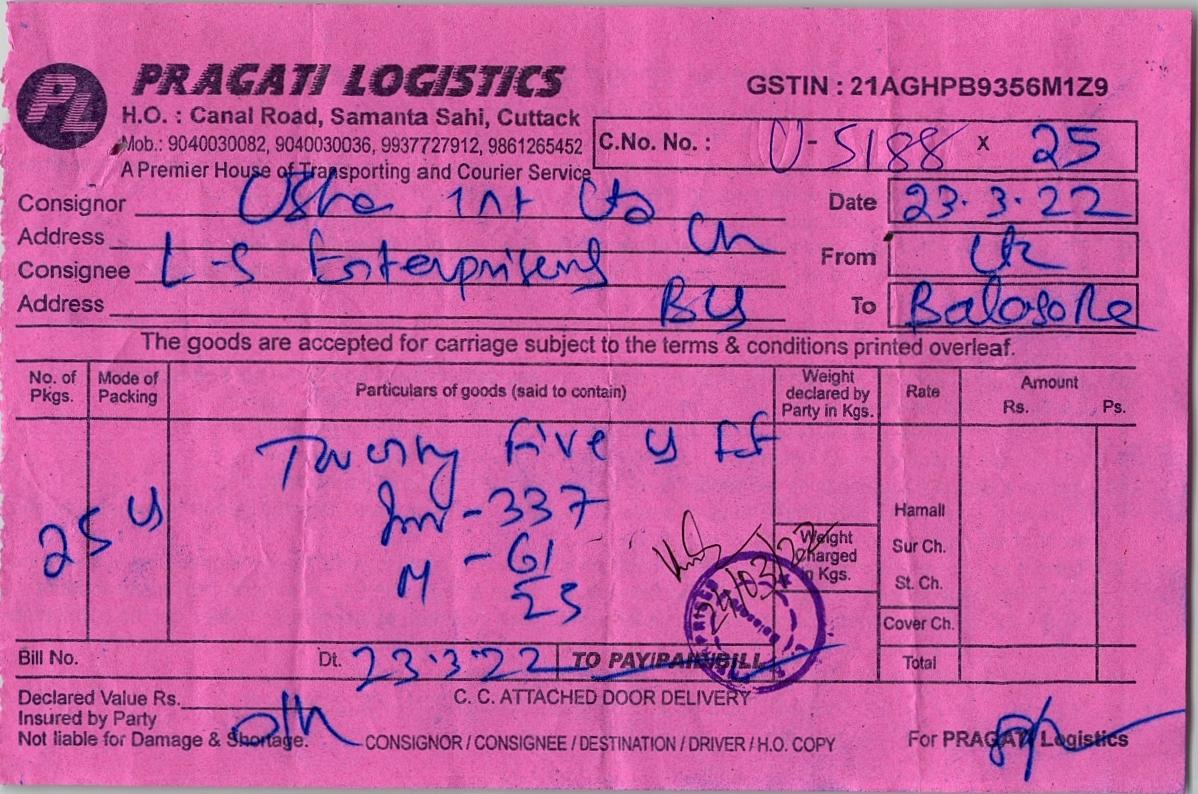 PL PRAGATI LOGISTICS
GSTIN : 21AGHPB9356M1Z9
H.O. : Canal Road, Samanta Sahi, Cuttack
Mob.: 9040030082, 9040030036, 9937727912, 9861265452
C.No. No. : U-5188 x 25
A Premier House of Transporting and Courier Service
Consignor Usha Int Ltd
Date 23.3.22
Address
From
Consignee L-S Enterprisers
Address
To Balasore
The goods are accepted for carriage subject to the terms & conditions printed overleaf.
No. of Pkgs. Mode of Packing Particulars of goods (said to contain) Weight declared by Party in Kgs. Rate Amount Rs. Ps.
Twenty Five
Inv - 337
25
M - 61
25
Weight Charged in Kgs.
Hamall
Sur Ch.
St. Ch.
Cover Ch.
Bill No. Dt. 23.3.22 TO PAY/PAID/BILL Total
Declared Value Rs. C. C. ATTACHED DOOR DELIVERY
Insured by Party
Not liable for Damage & Shortage. CONSIGNOR / CONSIGNEE / DESTINATION / DRIVER / H.O. COPY For PRAGATI Logistics